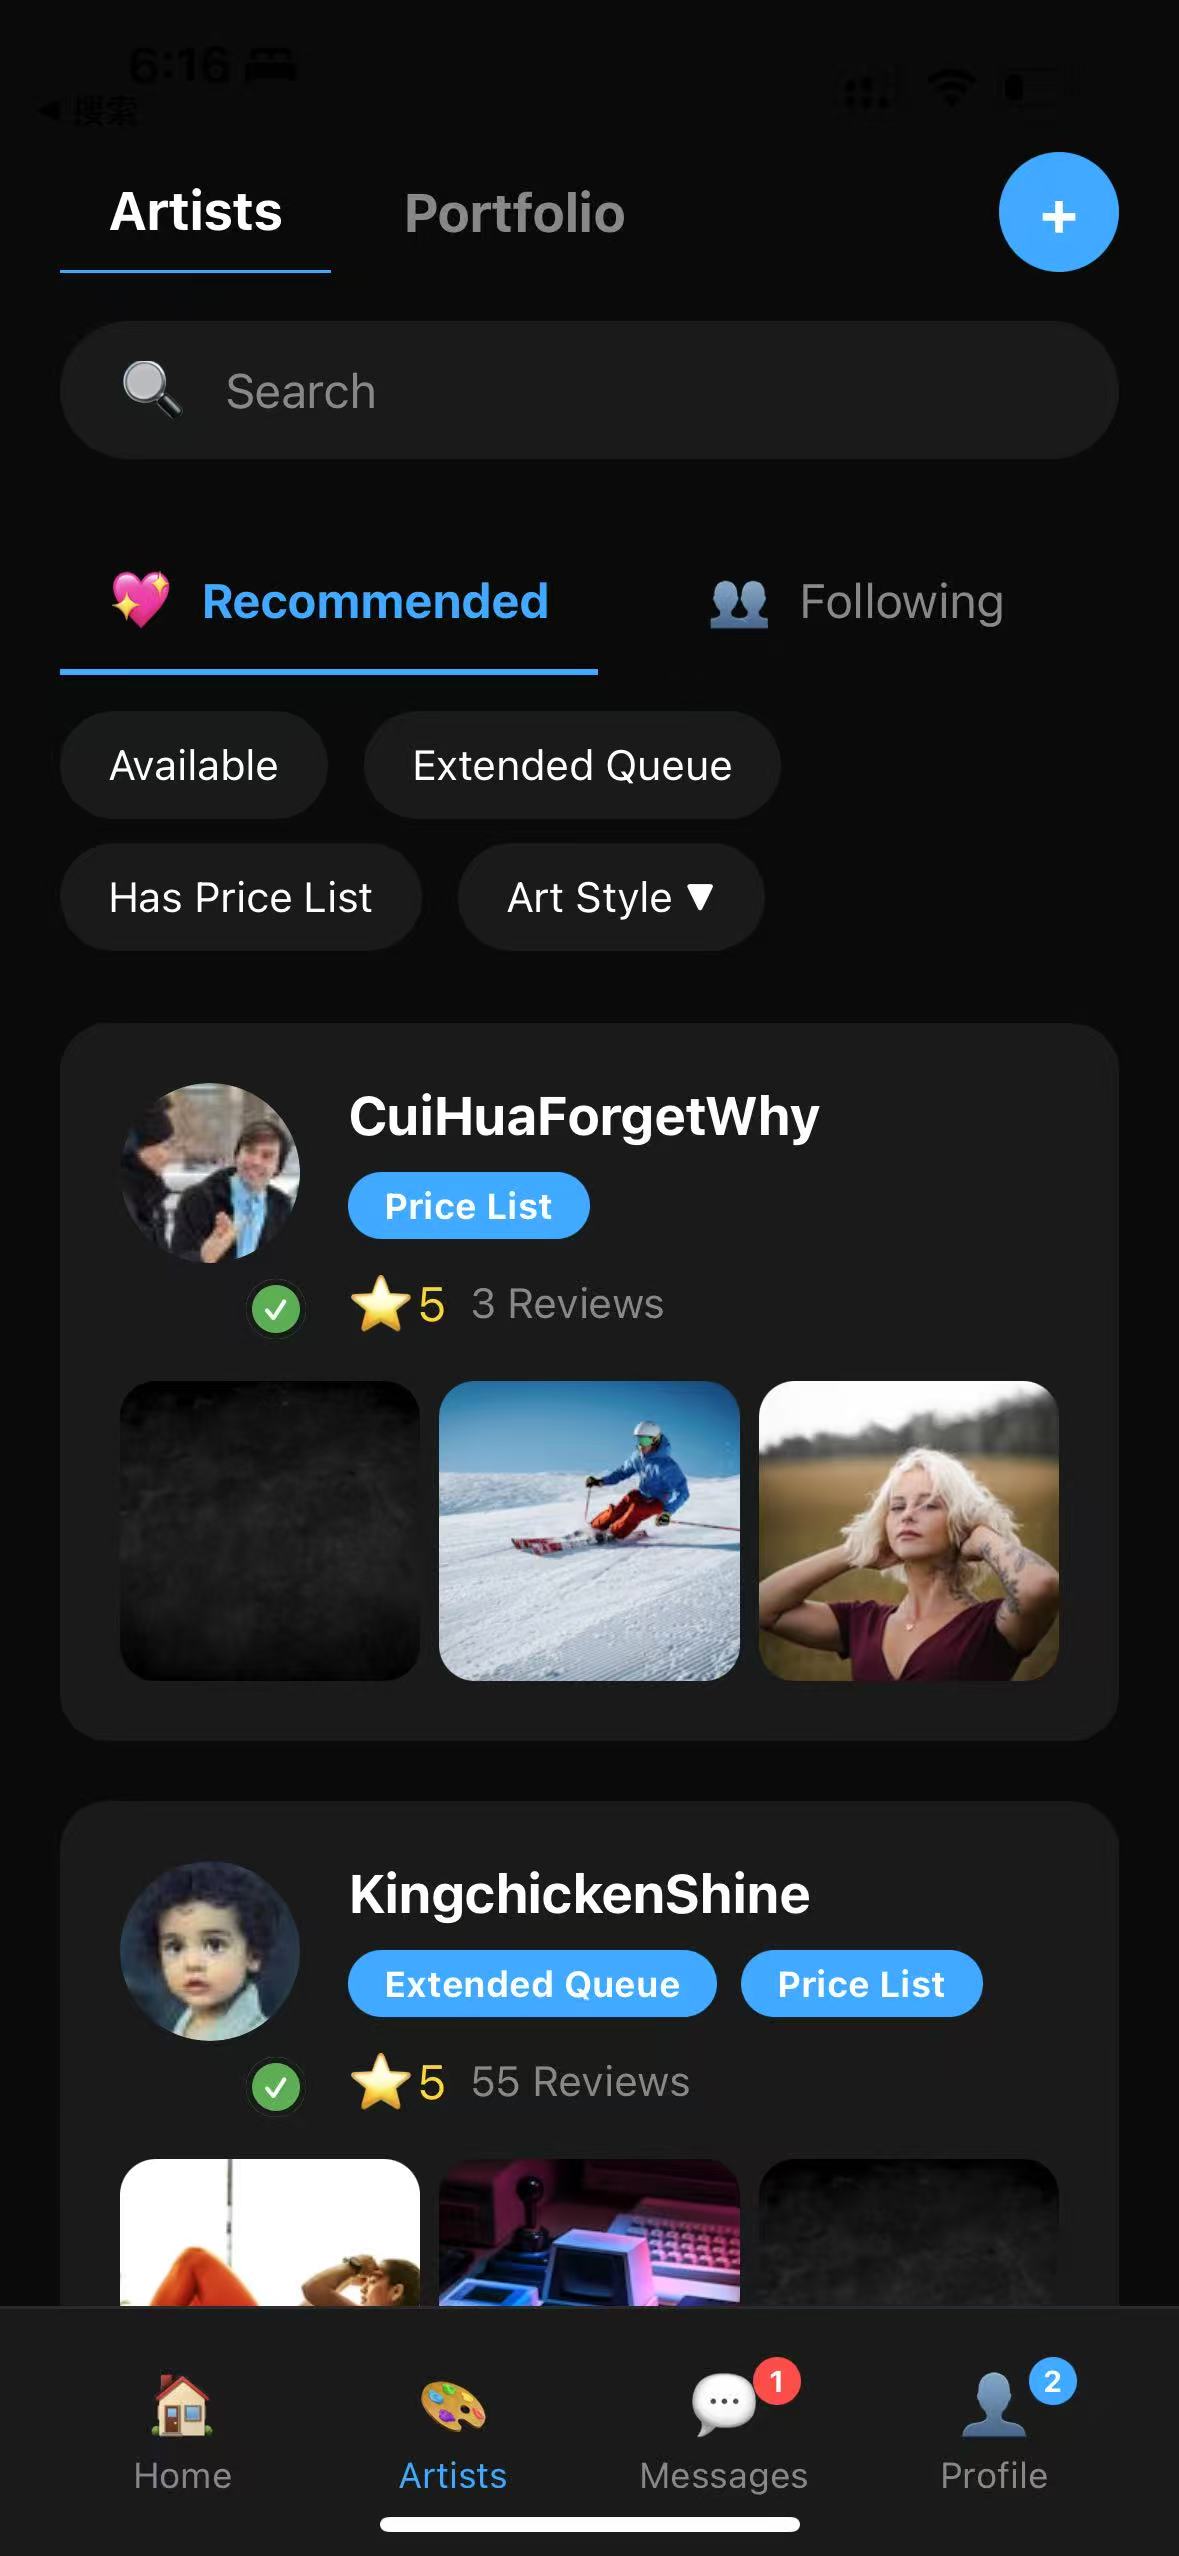 6:16
◀ 搜索
Artists Portfolio +
Search
Recommended Following
Available Extended Queue
Has Price List Art Style ▼
CuiHuaForgetWhy
Price List
5 3 Reviews
KingchickenShine
Extended Queue Price List
5 55 Reviews
1 2
Home Artists Messages Profile